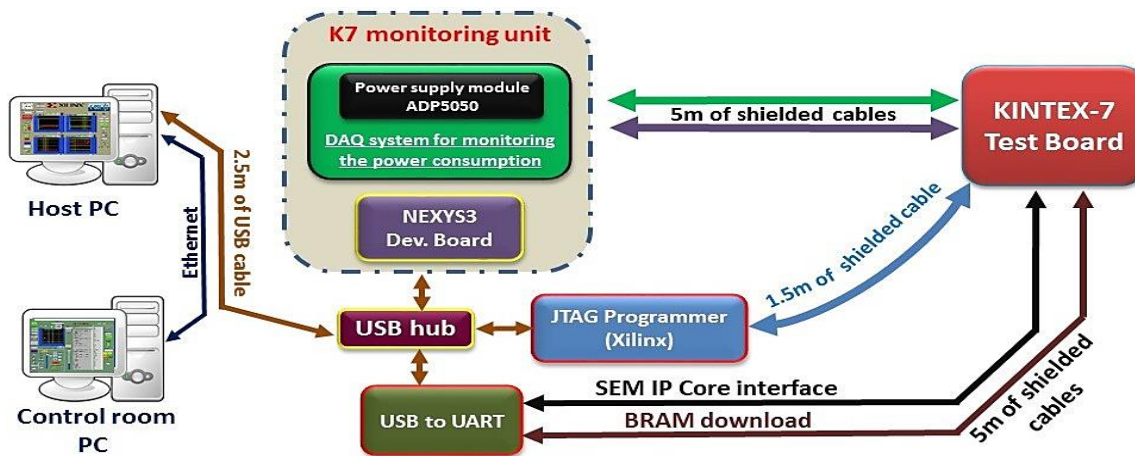 K7 monitoring unit
Power supply module
ADP5050
DAQ system for monitoring
the power consumption
NEXYS3
Dev. Board
5m of shielded cables
KINTEX-7
Test Board
XILINX
Host PC
2.5m of USB cable
Ethernet
1.5m of shielded cable
USB hub
JTAG Programmer
(Xilinx)
Control room
PC
USB to UART
SEM IP Core interface
BRAM download
5m of shielded
cables